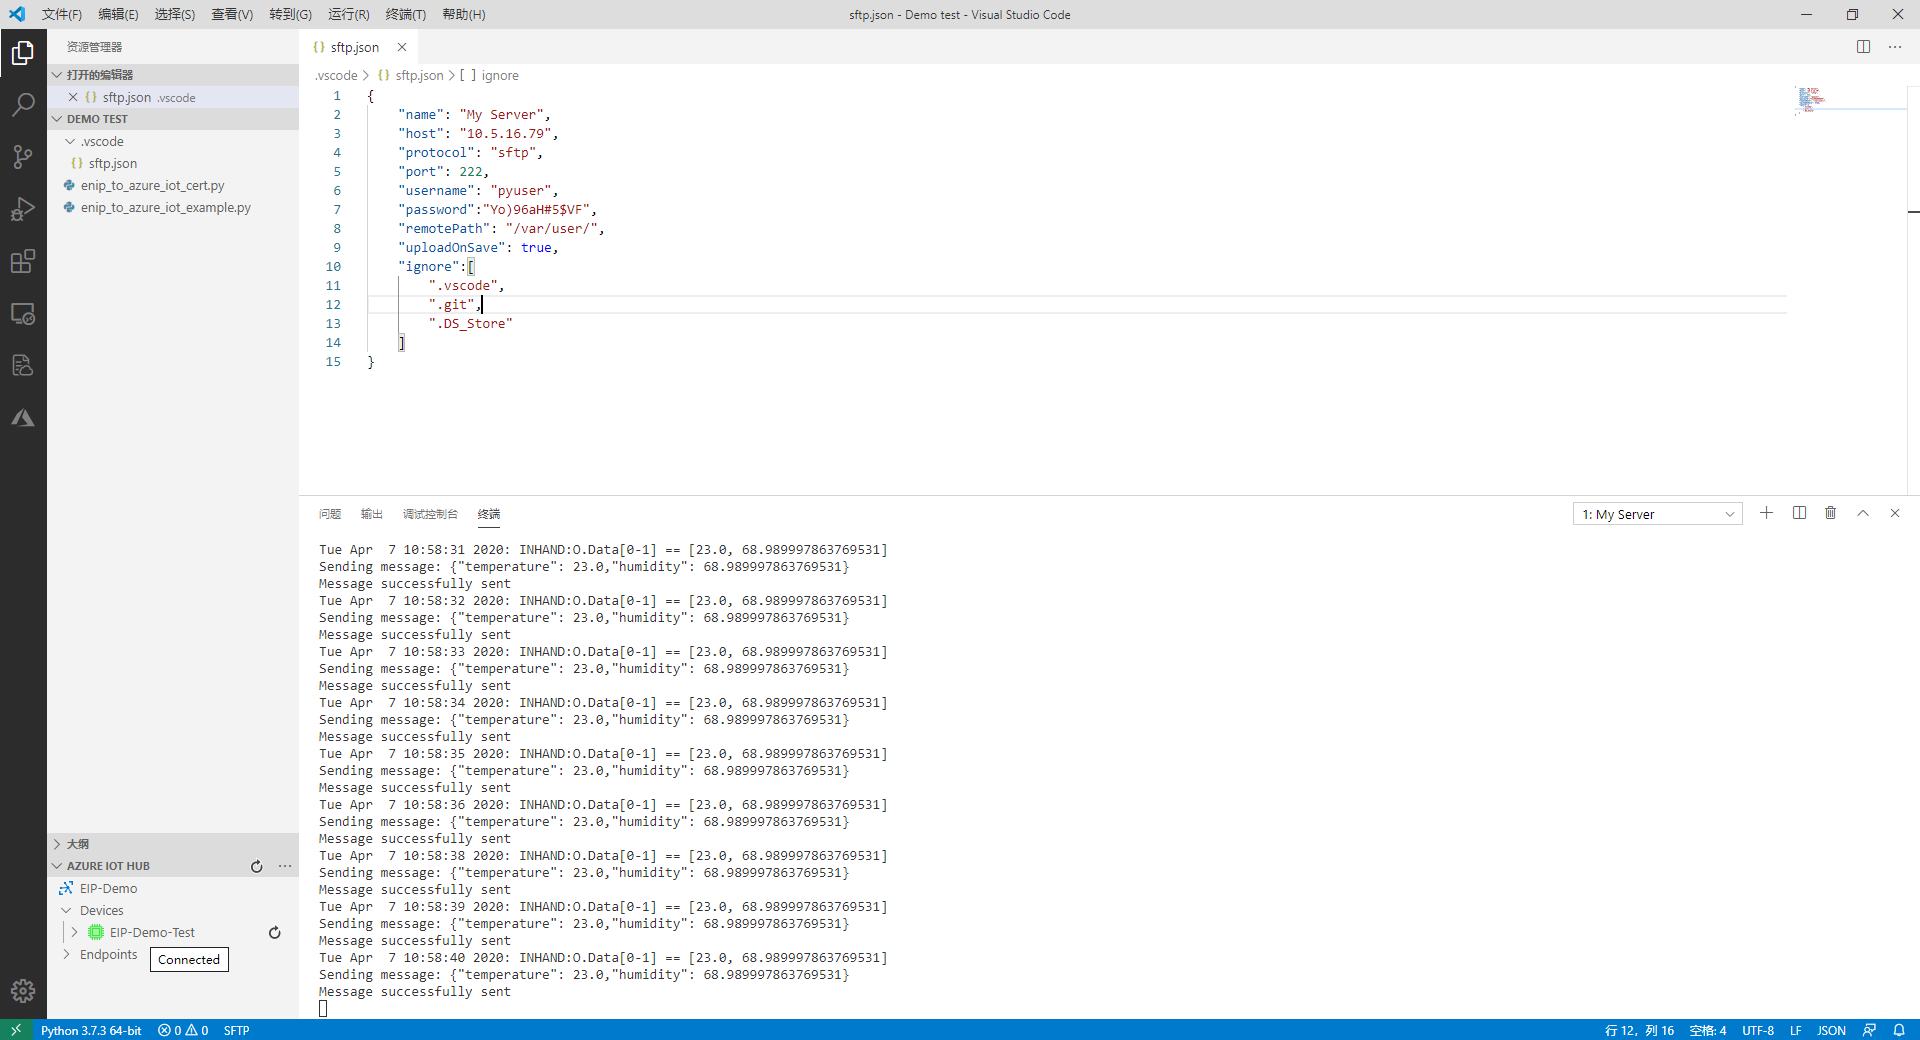 文件(F) 编辑(E) 选择(S) 查看(V) 转到(G) 运行(R) 终端(T) 帮助(H)
sftp.json - Demo test - Visual Studio Code
资源管理器
打开的编辑器
sftp.json .vscode
DEMO TEST
.vscode
{} sftp.json
enip_to_azure_iot_cert.py
enip_to_azure_iot_example.py
大纲
AZURE IOT HUB
EIP-Demo
Devices
EIP-Demo-Test
Endpoints
Connected
{} sftp.json
.vscode > {} sftp.json > [ ] ignore
1 {
2 "name": "My Server",
3 "host": "10.5.16.79",
4 "protocol": "sftp",
5 "port": 222,
6 "username": "pyuser",
7 "password":"Yo)96aH#5$VF",
8 "remotePath": "/var/user/",
9 "uploadOnSave": true,
10 "ignore":[
11 ".vscode",
12 ".git",
13 ".DS_Store"
14 ]
15 }
问题 输出 调试控制台 终端
1: My Server
Tue Apr  7 10:58:31 2020: INHAND:O.Data[0-1] == [23.0, 68.989997863769531]
Sending message: {"temperature": 23.0,"humidity": 68.989997863769531}
Message successfully sent
Tue Apr  7 10:58:32 2020: INHAND:O.Data[0-1] == [23.0, 68.989997863769531]
Sending message: {"temperature": 23.0,"humidity": 68.989997863769531}
Message successfully sent
Tue Apr  7 10:58:33 2020: INHAND:O.Data[0-1] == [23.0, 68.989997863769531]
Sending message: {"temperature": 23.0,"humidity": 68.989997863769531}
Message successfully sent
Tue Apr  7 10:58:34 2020: INHAND:O.Data[0-1] == [23.0, 68.989997863769531]
Sending message: {"temperature": 23.0,"humidity": 68.989997863769531}
Message successfully sent
Tue Apr  7 10:58:35 2020: INHAND:O.Data[0-1] == [23.0, 68.989997863769531]
Sending message: {"temperature": 23.0,"humidity": 68.989997863769531}
Message successfully sent
Tue Apr  7 10:58:36 2020: INHAND:O.Data[0-1] == [23.0, 68.989997863769531]
Sending message: {"temperature": 23.0,"humidity": 68.989997863769531}
Message successfully sent
Tue Apr  7 10:58:38 2020: INHAND:O.Data[0-1] == [23.0, 68.989997863769531]
Sending message: {"temperature": 23.0,"humidity": 68.989997863769531}
Message successfully sent
Tue Apr  7 10:58:39 2020: INHAND:O.Data[0-1] == [23.0, 68.989997863769531]
Sending message: {"temperature": 23.0,"humidity": 68.989997863769531}
Message successfully sent
Tue Apr  7 10:58:40 2020: INHAND:O.Data[0-1] == [23.0, 68.989997863769531]
Sending message: {"temperature": 23.0,"humidity": 68.989997863769531}
Message successfully sent
Python 3.7.3 64-bit 0 0 SFTP
行 12，列 16 空格: 4 UTF-8 LF JSON